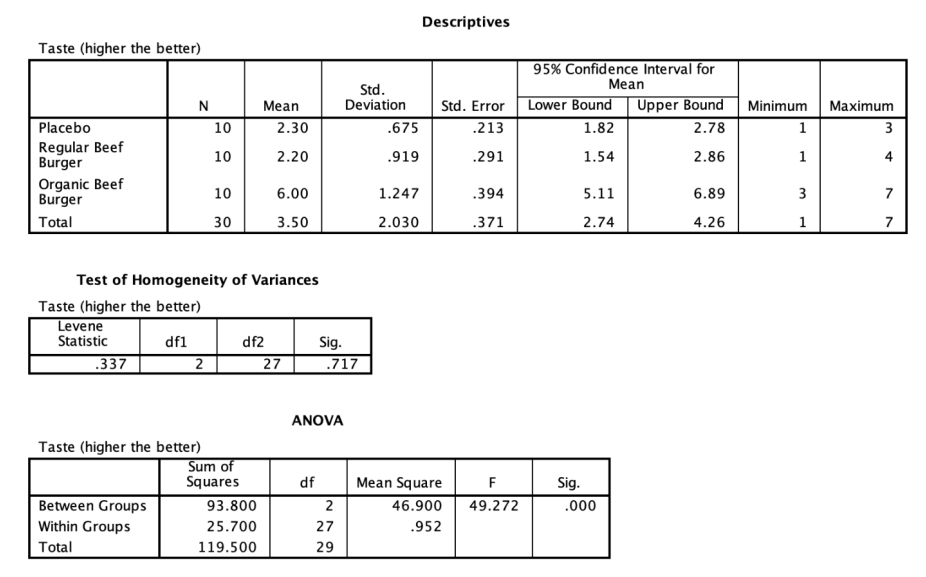 Descriptives
Taste (higher the better)
N Mean Std. Deviation Std. Error 95% Confidence Interval for Mean Lower Bound Upper Bound Minimum Maximum
Placebo 10 2.30 .675 .213 1.82 2.78 1 3
Regular Beef Burger 10 2.20 .919 .291 1.54 2.86 1 4
Organic Beef Burger 10 6.00 1.247 .394 5.11 6.89 3 7
Total 30 3.50 2.030 .371 2.74 4.26 1 7
Test of Homogeneity of Variances
Taste (higher the better)
Levene Statistic df1 df2 Sig.
.337 2 27 .717
ANOVA
Taste (higher the better)
Sum of Squares df Mean Square F Sig.
Between Groups 93.800 2 46.900 49.272 .000
Within Groups 25.700 27 .952
Total 119.500 29